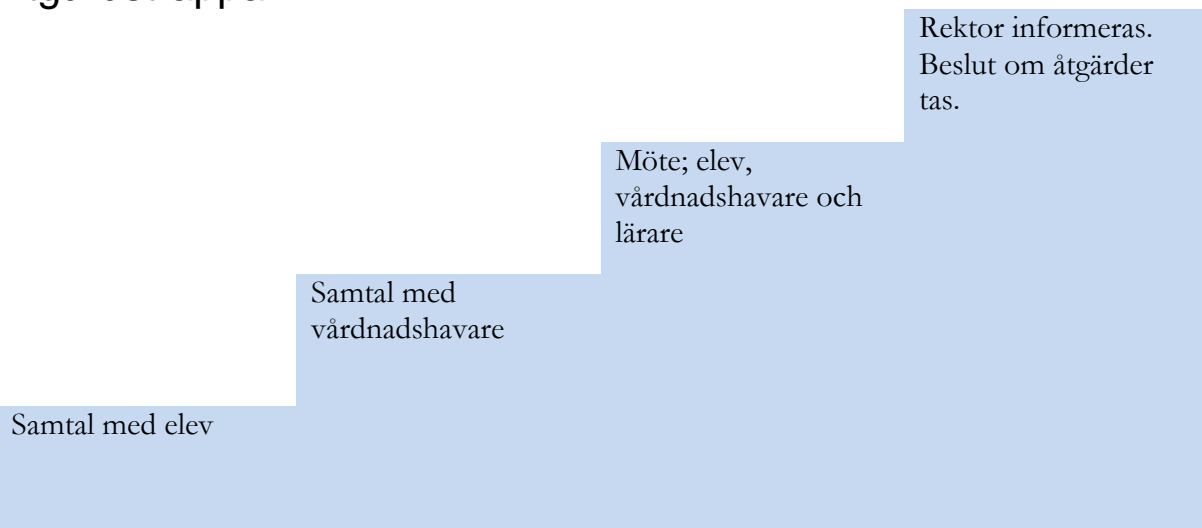 Rektor informeras.
Beslut om åtgärder
tas.
Möte; elev,
vårdnadshavare och
lärare
Samtal med
vårdnadshavare
Samtal med elev